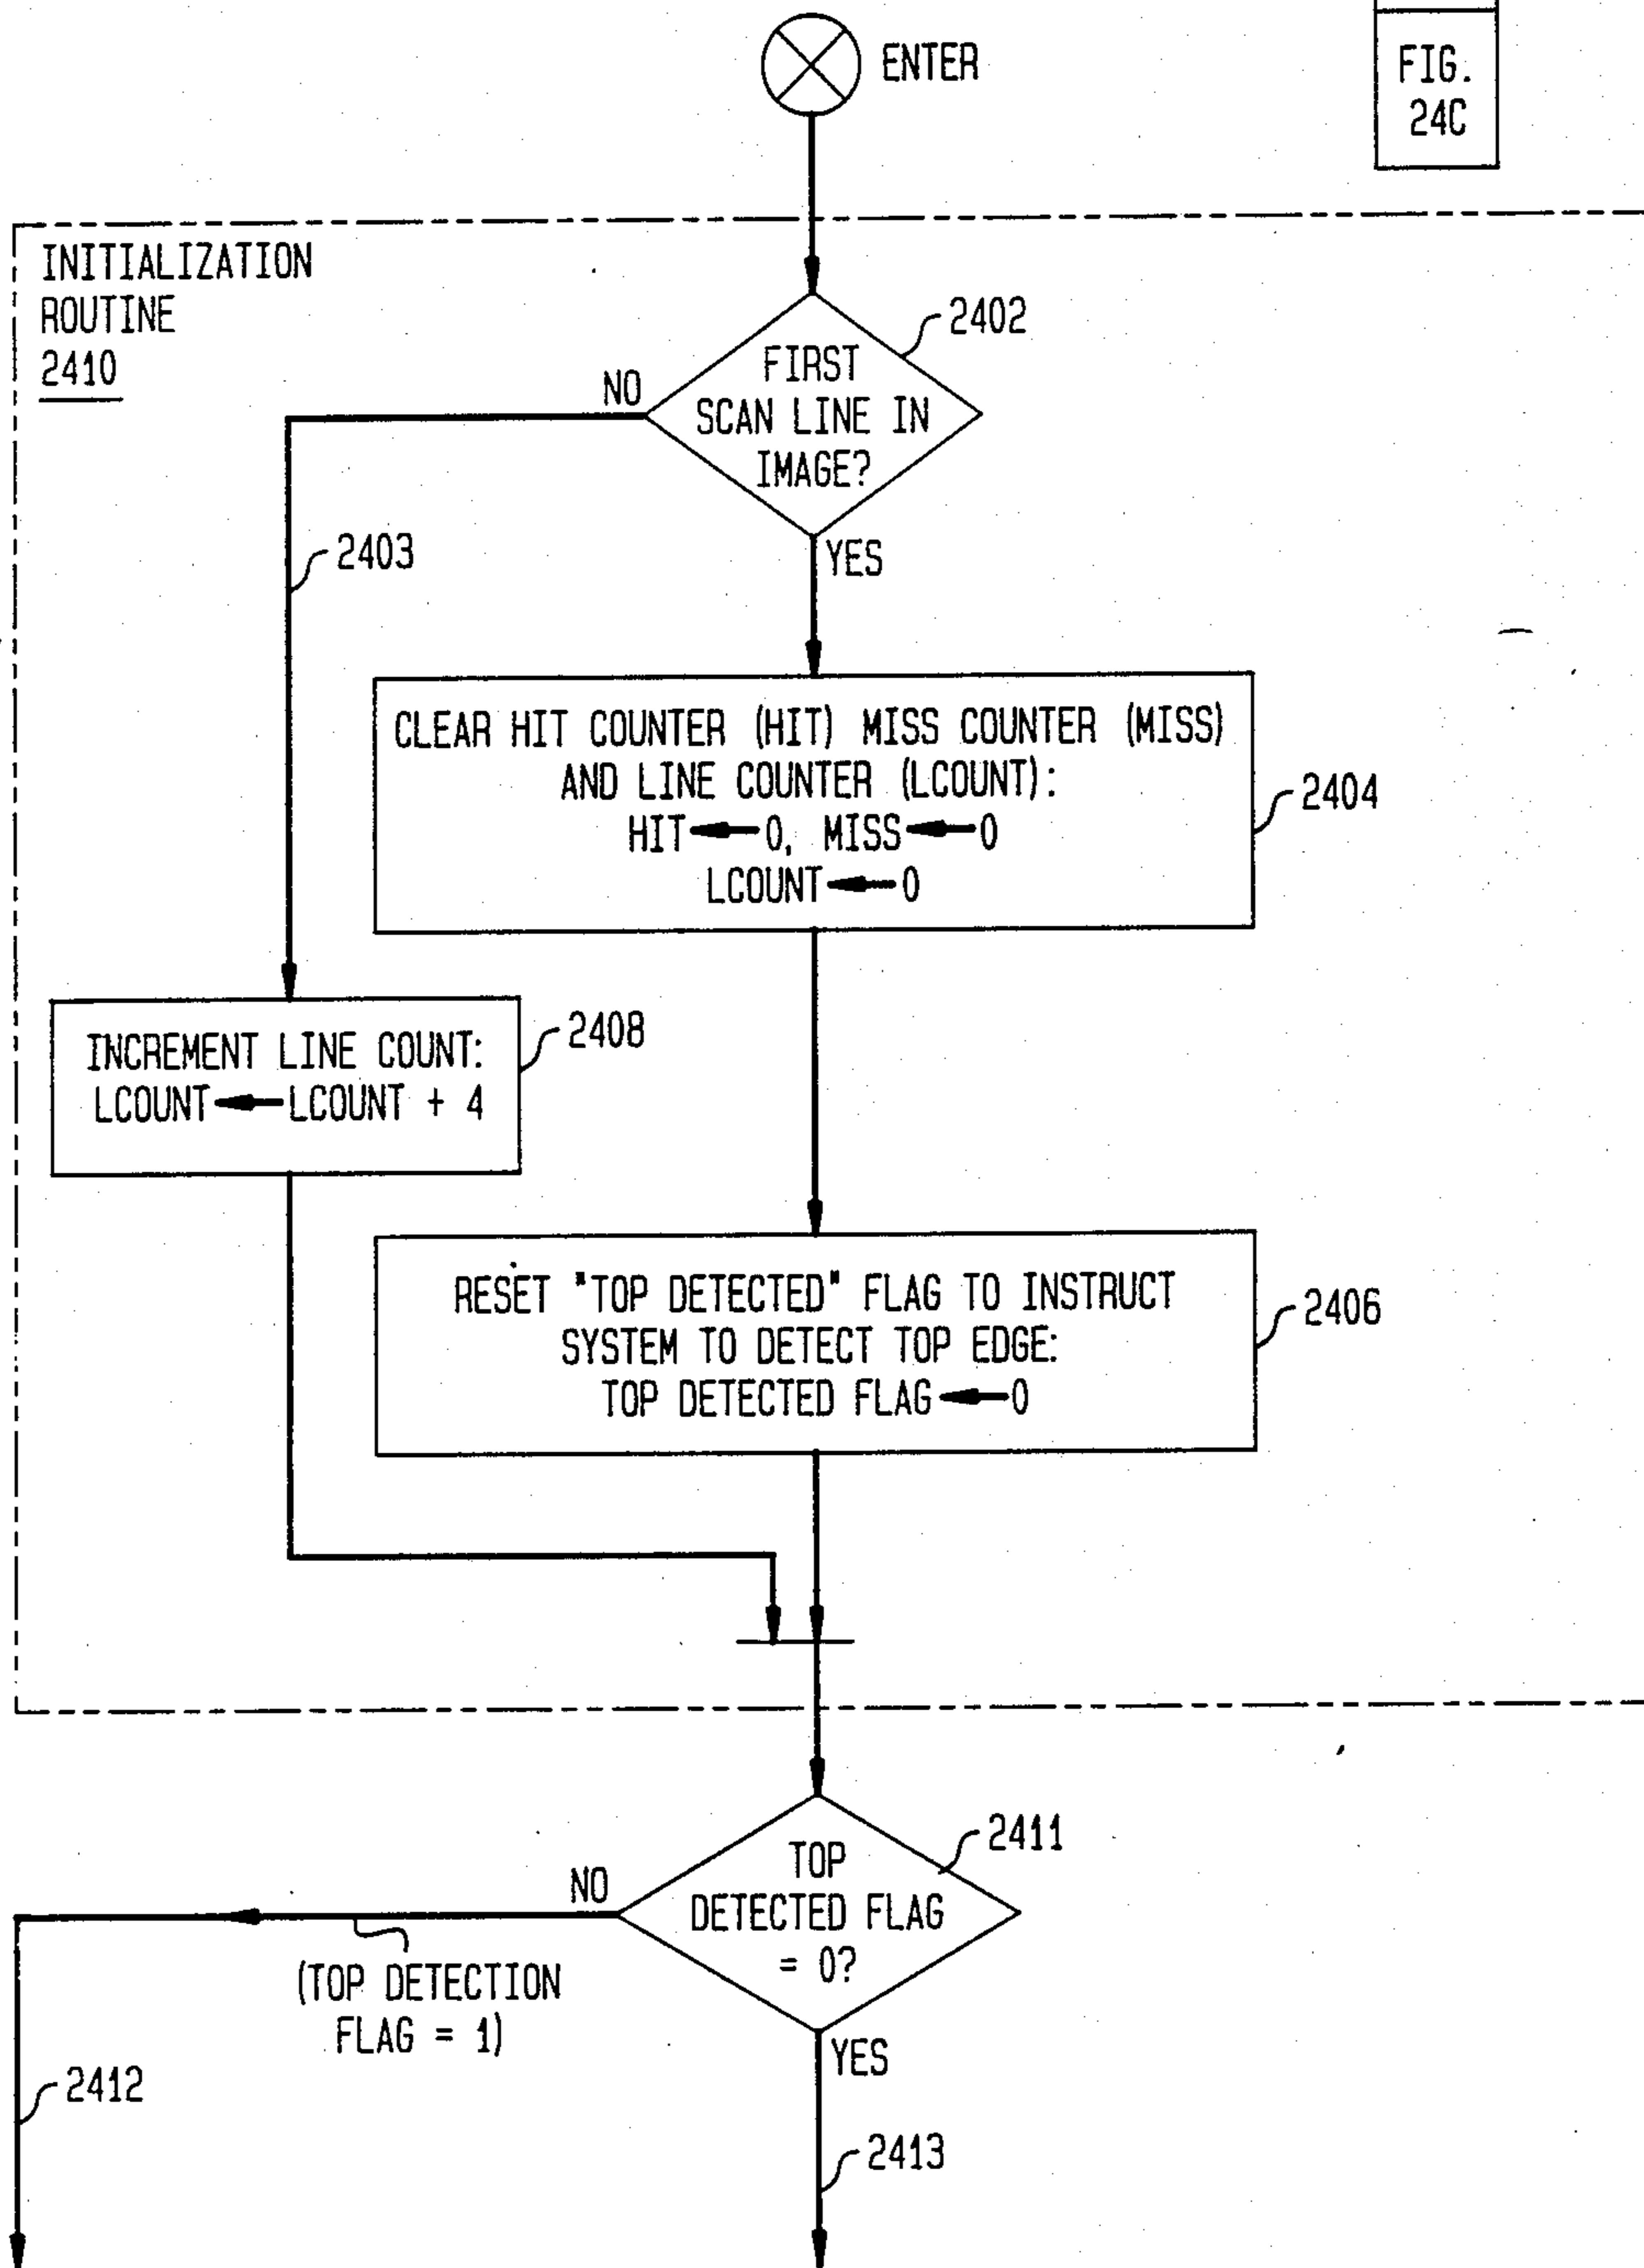 ENTER
FIG.
24C
INITIALIZATION
ROUTINE
2410
2402
FIRST
SCAN LINE IN
IMAGE?
NO
YES
2403
CLEAR HIT COUNTER (HIT) MISS COUNTER (MISS)
AND LINE COUNTER (LCOUNT):
HIT←0, MISS←0
LCOUNT←0
2404
INCREMENT LINE COUNT:
LCOUNT←LCOUNT + 4
2408
RESET "TOP DETECTED" FLAG TO INSTRUCT
SYSTEM TO DETECT TOP EDGE:
TOP DETECTED FLAG←0
2406
2411
TOP
DETECTED FLAG
= 0?
NO
(TOP DETECTION
FLAG = 1)
YES
2412
2413